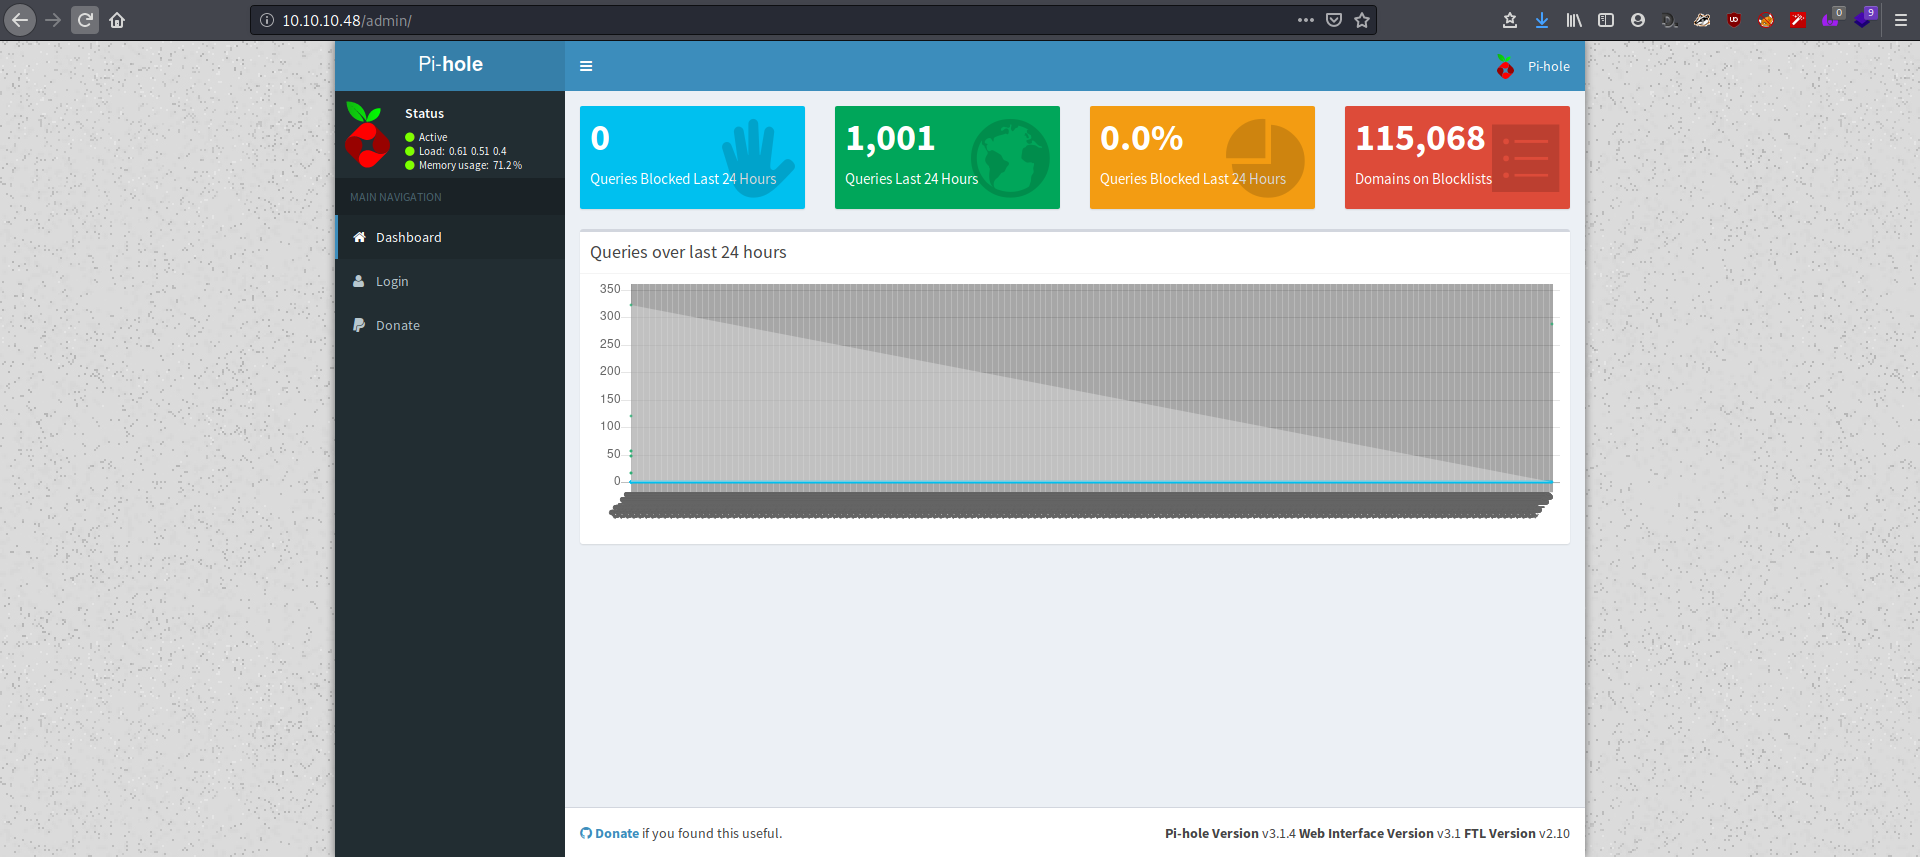 10.10.10.48/admin/
0
9
Pi-hole
Pi-hole
Status
Active
Load: 0.61 0.51 0.4
Memory usage: 71.2 %
MAIN NAVIGATION
Dashboard
Login
Donate
0
Queries Blocked Last 24 Hours
1,001
Queries Last 24 Hours
0.0%
Queries Blocked Last 24 Hours
115,068
Domains on Blocklists
Queries over last 24 hours
350
300
250
200
150
100
50
0
Donate if you found this useful.
Pi-hole Version v3.1.4 Web Interface Version v3.1 FTL Version v2.10